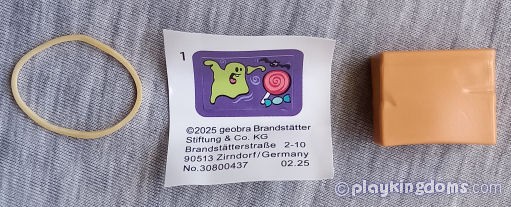 1
©2025 geobra Brandstätter
Stiftung & Co. KG
Brandstätterstraße 2-10
90513 Zirndorf/Germany
No.30800437 02.25
© playkingdoms.com